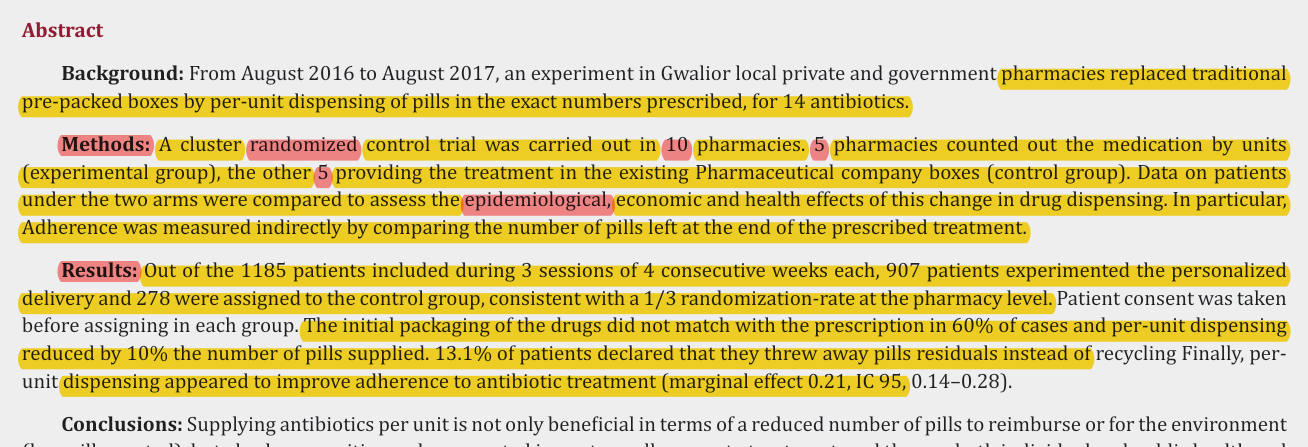 Abstract
Background: From August 2016 to August 2017, an experiment in Gwalior local private and government pharmacies replaced traditional
pre-packed boxes by per-unit dispensing of pills in the exact numbers prescribed, for 14 antibiotics.
Methods: A cluster randomized control trial was carried out in 10 pharmacies. 5 pharmacies counted out the medication by units
(experimental group), the other 5 providing the treatment in the existing Pharmaceutical company boxes (control group). Data on patients
under the two arms were compared to assess the epidemiological, economic and health effects of this change in drug dispensing. In particular,
Adherence was measured indirectly by comparing the number of pills left at the end of the prescribed treatment.
Results: Out of the 1185 patients included during 3 sessions of 4 consecutive weeks each, 907 patients experimented the personalized
delivery and 278 were assigned to the control group, consistent with a 1/3 randomization-rate at the pharmacy level. Patient consent was taken
before assigning in each group. The initial packaging of the drugs did not match with the prescription in 60% of cases and per-unit dispensing
reduced by 10% the number of pills supplied. 13.1% of patients declared that they threw away pills residuals instead of recycling Finally, per-
unit dispensing appeared to improve adherence to antibiotic treatment (marginal effect 0.21, IC 95, 0.14–0.28).
Conclusions: Supplying antibiotics per unit is not only beneficial in terms of a reduced number of pills to reimburse or for the environment